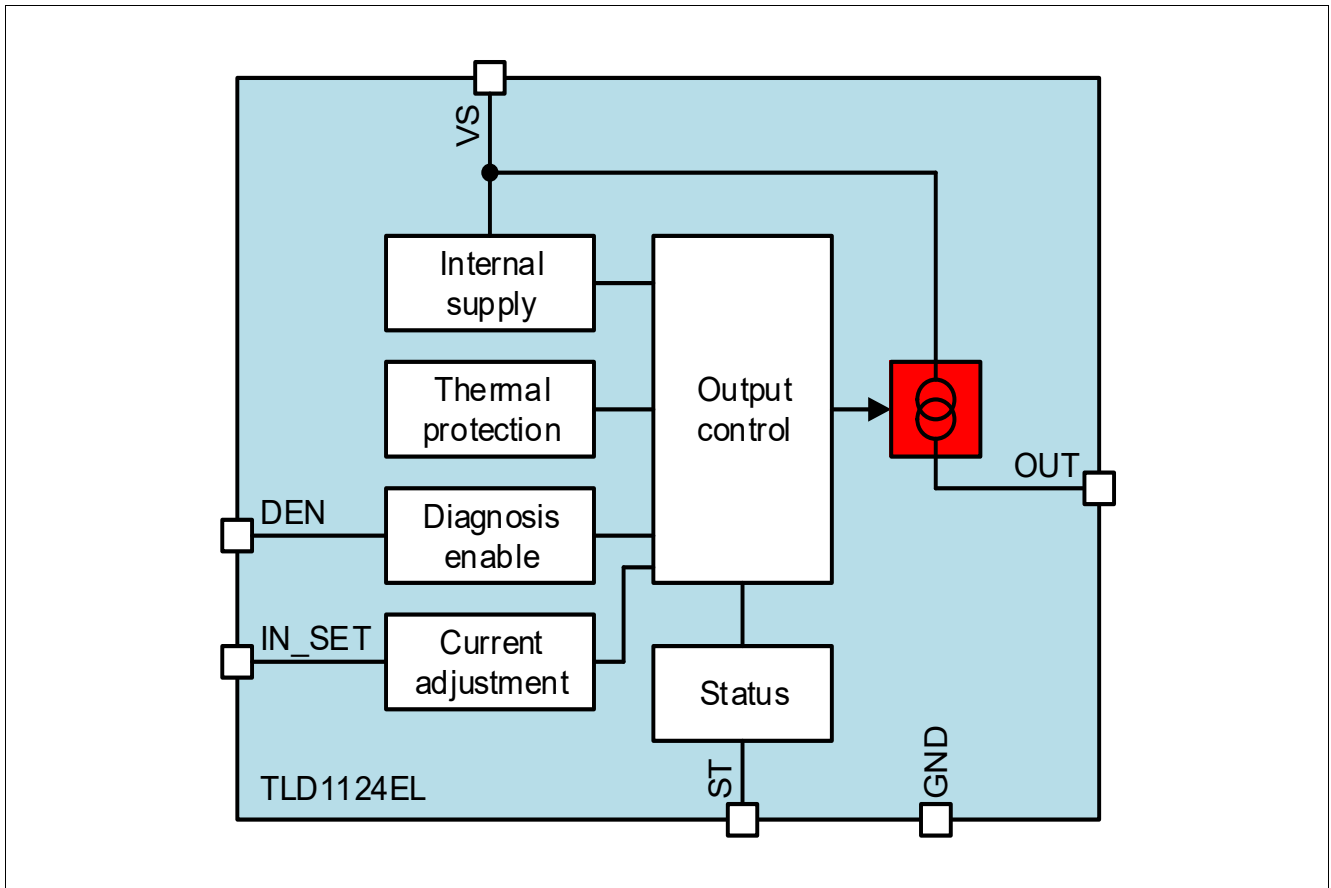 VS
Internal
supply
Thermal
protection
Output
control
OUT
DEN
Diagnosis
enable
IN_SET
Current
adjustment
Status
ST
GND
TLD1124EL